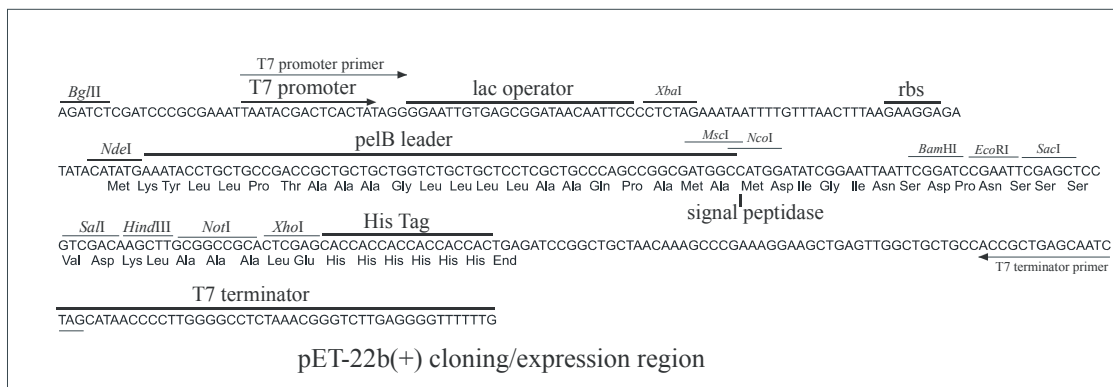 T7 promoter primer
BglII T7 promoter lac operator XbaI rbs
AGATCTCGATCCCGCGAAATTAATACGACTCACTATAGGGGAATTGTGAGCGGATAACAATTCCCCTCTAGAAATAATTTTGTTTAACTTTAAGAAGGAGA
NdeI pelB leader MscI NcoI BamHI EcoRI SacI
TATACATATGAAATACCTGCTGCCGACCGCTGCTGCTGGTCTGCTGCTCCTCGCTGCCCAGCCGGCGATGGCCATGGATATCGGAATTAATTCGGATCCGAATTCGAGCTCC
Met Lys Tyr Leu Leu Pro Thr Ala Ala Ala Gly Leu Leu Leu Leu Ala Ala Gln Pro Ala Met Ala Met Asp Ile Gly Ile Asn Ser Asp Pro Asn Ser Ser Ser
signal peptidase
SalI HindIII NotI XhoI His Tag
GTCGACAAGCTTGCGGCCGCACTCGAGCACCACCACCACCACCACTGAGATCCGGCTGCTAACAAAGCCCGAAAGGAAGCTGAGTTGGCTGCTGCCACCGCTGAGCAATC
Val Asp Lys Leu Ala Ala Ala Leu Glu His His His His His His End
T7 terminator primer
T7 terminator
TAGCATAACCCCTTGGGGCCTCTAAACGGGTCTTGAGGGGTTTTTTG
pET-22b(+) cloning/expression region